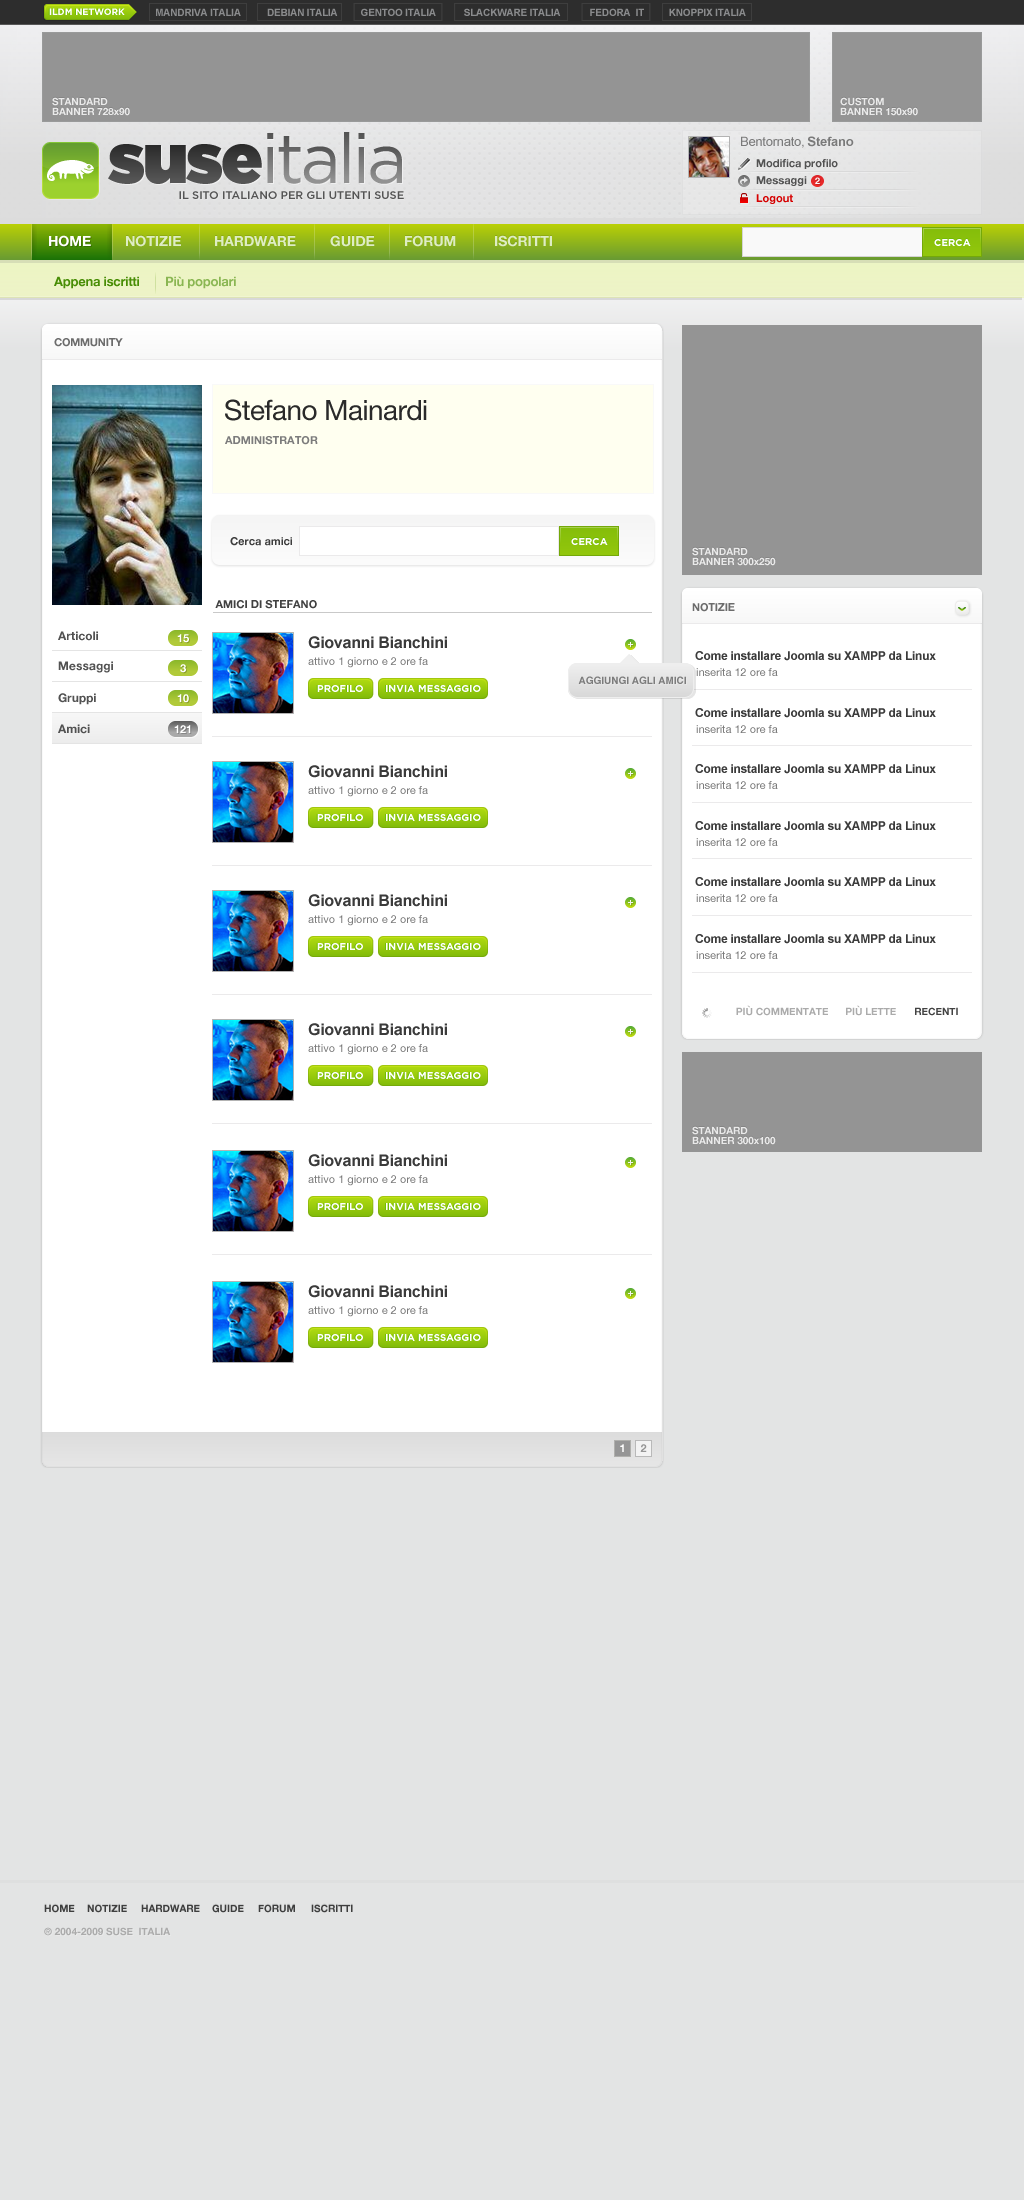 ILDM NETWORK MANDRIVA ITALIA DEBIAN ITALIA GENTOO ITALIA SLACKWARE ITALIA FEDORA IT KNOPPIX ITALIA
STANDARD
BANNER 728x90
CUSTOM
BANNER 150x90
suseitalia
IL SITO ITALIANO PER GLI UTENTI SUSE
Bentornato, Stefano
Modifica profilo
Messaggi 2
Logout
HOME NOTIZIE HARDWARE GUIDE FORUM ISCRITTI CERCA
Appena iscritti Più popolari
COMMUNITY
Stefano Mainardi
ADMINISTRATOR
Cerca amici CERCA
Articoli 15
Messaggi 3
Gruppi 10
Amici 121
AMICI DI STEFANO
Giovanni Bianchini
attivo 1 giorno e 2 ore fa
PROFILO INVIA MESSAGGIO
AGGIUNGI AGLI AMICI
Giovanni Bianchini
attivo 1 giorno e 2 ore fa
PROFILO INVIA MESSAGGIO
Giovanni Bianchini
attivo 1 giorno e 2 ore fa
PROFILO INVIA MESSAGGIO
Giovanni Bianchini
attivo 1 giorno e 2 ore fa
PROFILO INVIA MESSAGGIO
Giovanni Bianchini
attivo 1 giorno e 2 ore fa
PROFILO INVIA MESSAGGIO
Giovanni Bianchini
attivo 1 giorno e 2 ore fa
PROFILO INVIA MESSAGGIO
1 2
STANDARD
BANNER 300x250
NOTIZIE
Come installare Joomla su XAMPP da Linux
inserita 12 ore fa
Come installare Joomla su XAMPP da Linux
inserita 12 ore fa
Come installare Joomla su XAMPP da Linux
inserita 12 ore fa
Come installare Joomla su XAMPP da Linux
inserita 12 ore fa
Come installare Joomla su XAMPP da Linux
inserita 12 ore fa
Come installare Joomla su XAMPP da Linux
inserita 12 ore fa
PIÙ COMMENTATE PIÙ LETTE RECENTI
STANDARD
BANNER 300x100
HOME NOTIZIE HARDWARE GUIDE FORUM ISCRITTI
® 2004-2009 SUSE ITALIA